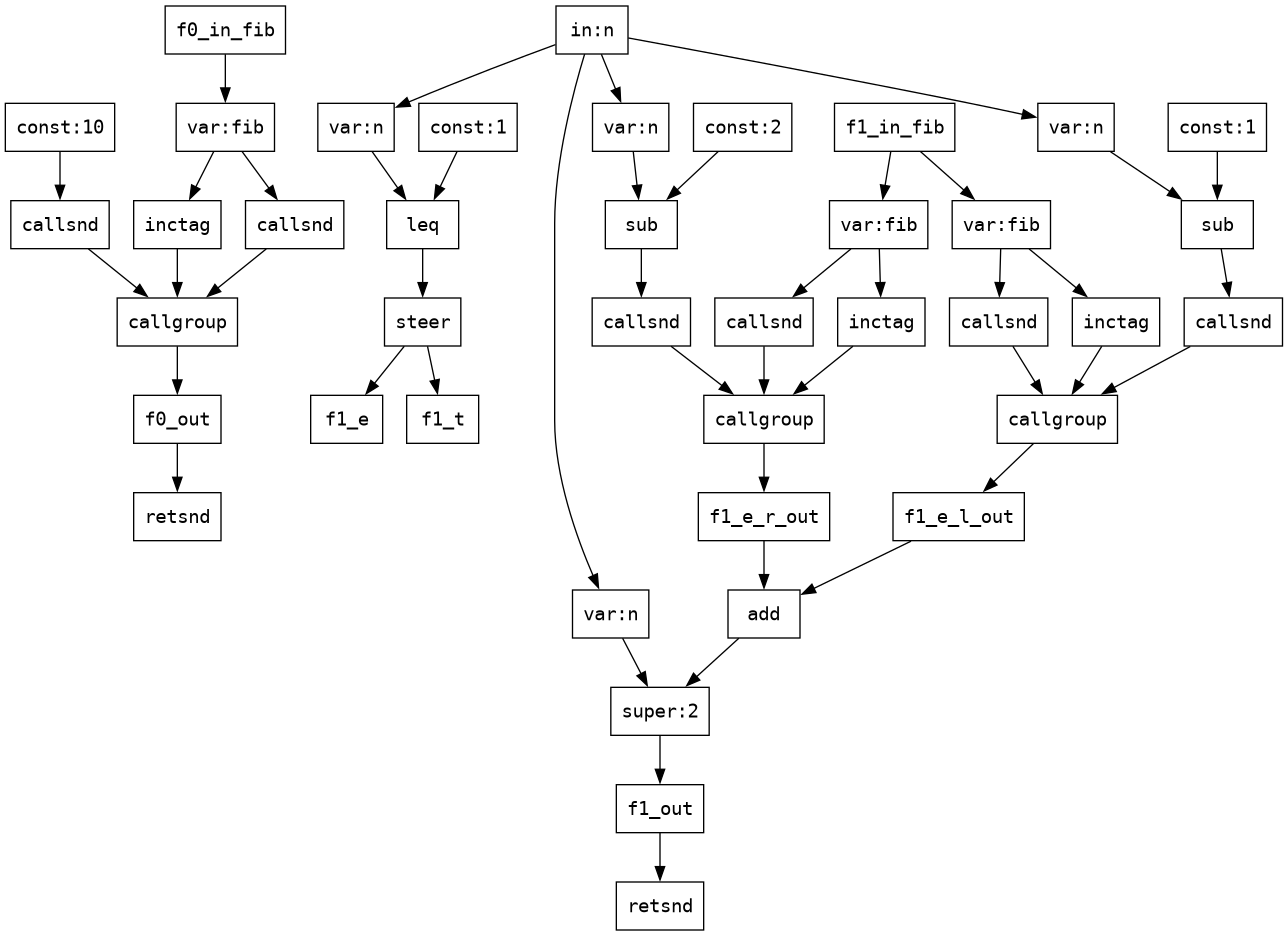 f0_in_fib
in:n
const:10
var:fib
var:n
const:1
var:n
const:2
f1_in_fib
var:n
const:1
callsnd
inctag
callsnd
leq
sub
var:fib
var:fib
sub
callgroup
steer
callsnd
callsnd
inctag
callsnd
inctag
callsnd
f0_out
f1_e
f1_t
callgroup
callgroup
retsnd
f1_e_r_out
f1_e_l_out
var:n
add
super:2
f1_out
retsnd